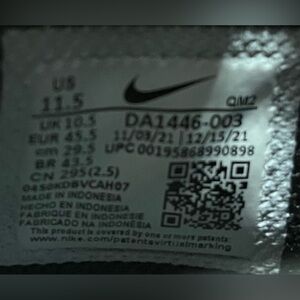 US
11.5
QM2
UK 10.5
DA1446-003
EUR 45.5
11/03/21 | 12/15/21
cm 29.5
UPC 00195868990898
BR 43.5
CN 295(2.5)
0450KDBVCAH07
MADE IN INDONESIA
HECHO EN INDONESIA
FABRIQUE EN INDONESIE
FABRICADO NA INDONESIA
This product is covered by one or more patents
www.nike.com/patentsvirtualmarking